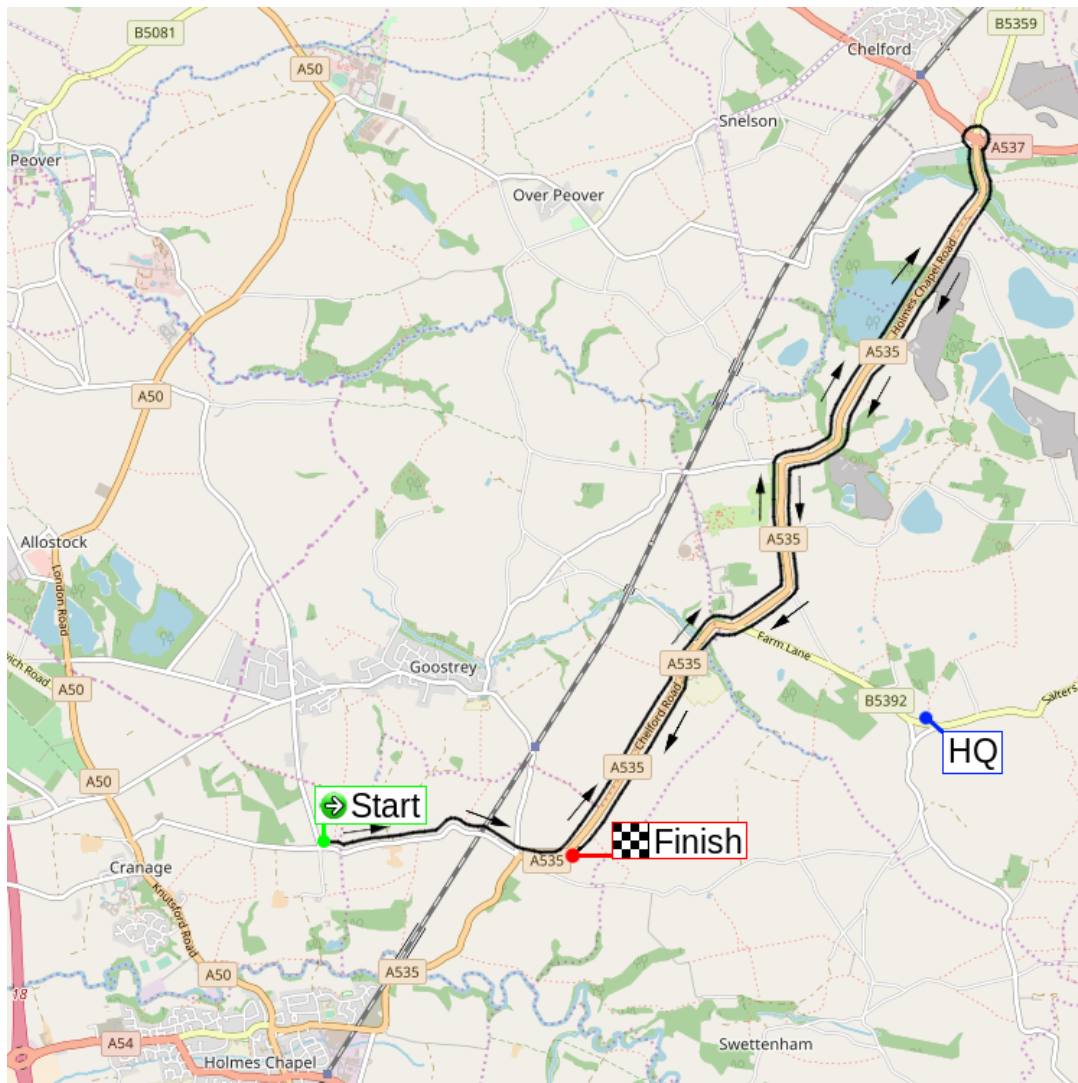 B5081
B5359
Chelford
A50
Snelson
A537
Peover
Over Peover
Holmes Chapel Road
A535
A50
A535
Allostock
London Road
Farm Lane
Goostrey
A535
wich Road
A50
Chelford Road
B5392
Salters
HQ
A535
A50
Start
Finish
A535
Cranage
Knutsford Road
A50
A535
18
A54
Holmes Chapel
Swettenham